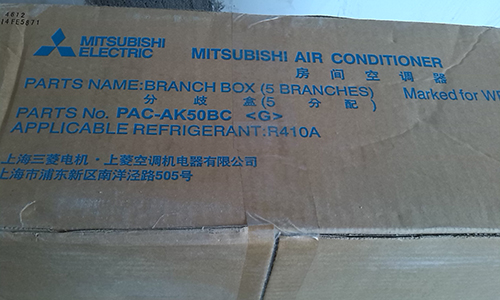 4612
14FE5871
MITSUBISHI
ELECTRIC
MITSUBISHI AIR CONDITIONER
房间空调器
PARTS NAME:BRANCH BOX (5 BRANCHES) Marked for
分歧盒(5 分配)
PARTS No. PAC-AK50BC <G>
APPLICABLE REFRIGERANT:R410A
上海三菱电机·上菱空调机电器有限公司
上海市浦东新区南洋泾路505号